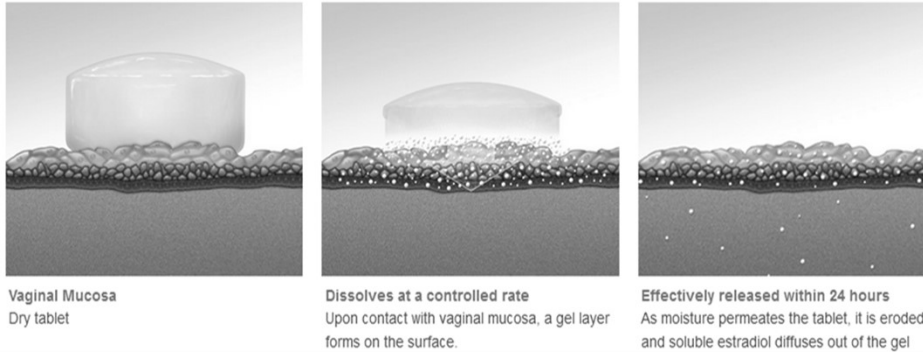 Vaginal Mucosa
Dry tablet
Dissolves at a controlled rate
Upon contact with vaginal mucosa, a gel layer
forms on the surface.
Effectively released within 24 hours
As moisture permeates the tablet, it is eroded
and soluble estradiol diffuses out of the gel